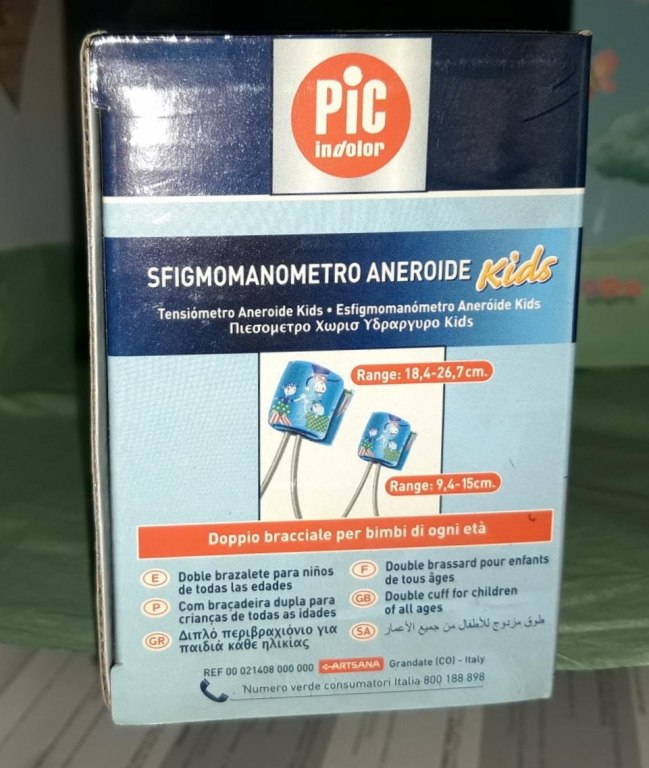 PiC
indolor
SFIGMOMANOMETRO ANEROIDE Kids
Tensiómetro Aneroide Kids • Esfigmomanómetro Aneróide Kids
Πιεσομετρο Χωρισ Υδραργυρο Kids
Range: 18,4-26,7cm.
Range: 9,4-15cm.
Doppio bracciale per bimbi di ogni età
E Doble brazalete para niños
de todas las edades
P Com braçadeira dupla para
crianças de todas as idades
GR Διπλό περιβραχιόνιο για
παιδιά κάθε ηλικίας
F Double brassard pour enfants
de tous âges
GB Double cuff for children
of all ages
SA طوق مزدوج للأطفال من جميع الأعمار
REF 00 021408 000 000 ARTSANA Grandate (CO) - Italy
Numero verde consumatori Italia 800 188 898